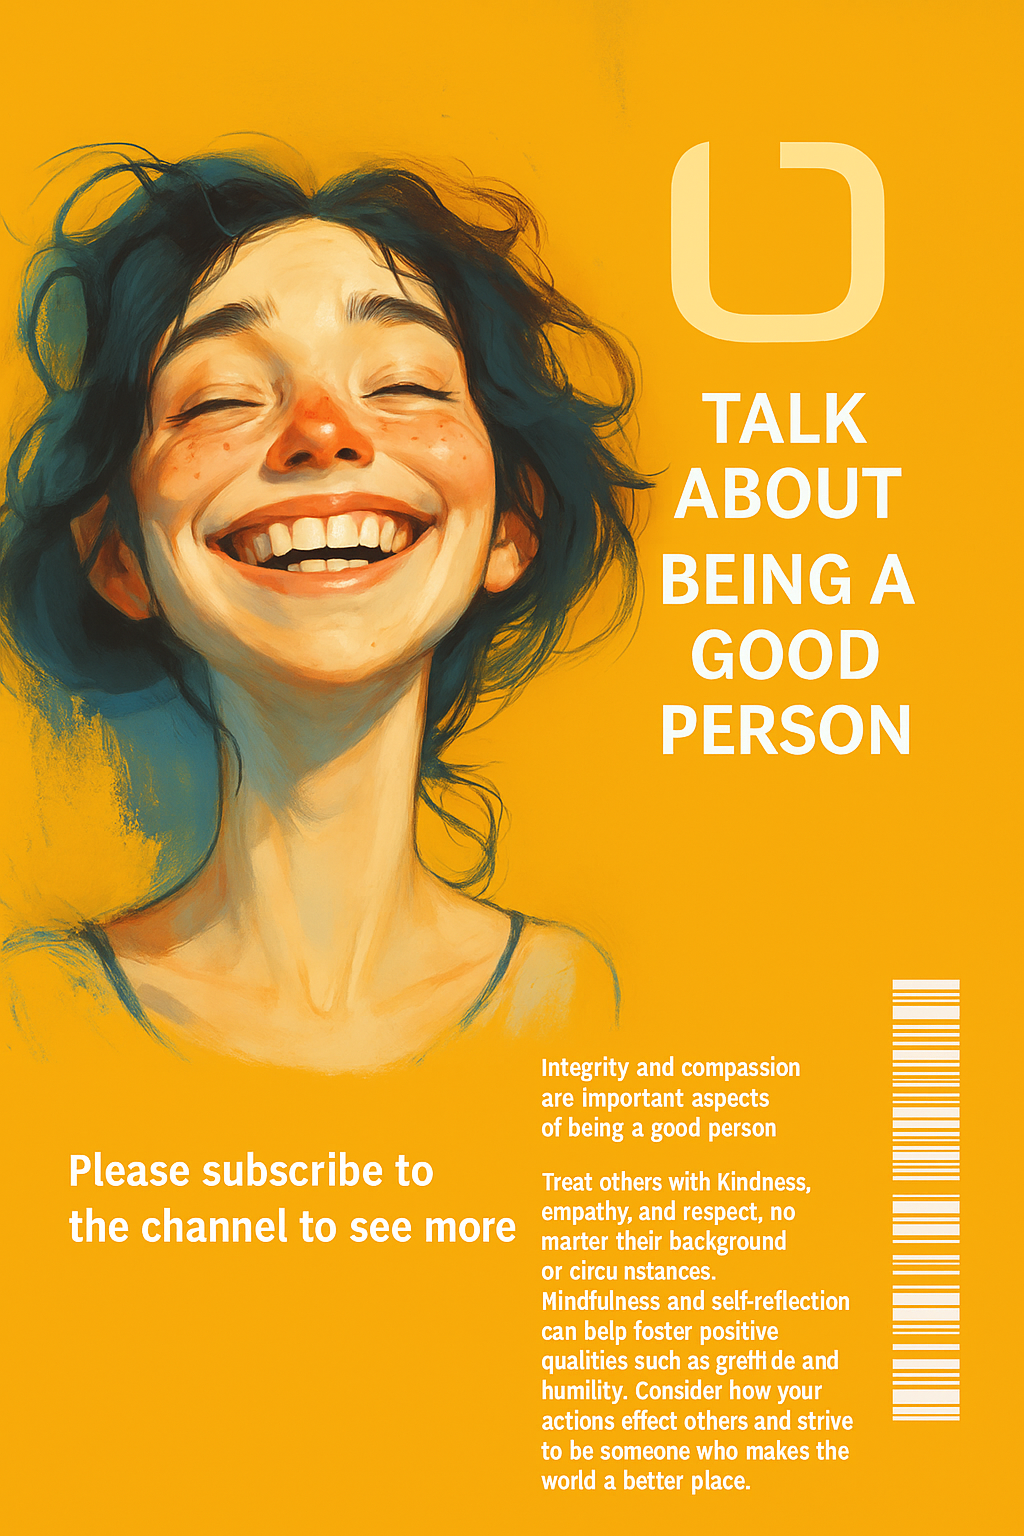 TALK
ABOUT
BEING A
GOOD
PERSON
Please subscribe to
the channel to see more
Integrity and compassion
are important aspects
of being a good person
Treat others with Kindness,
empathy, and respect, no
marter their background
or circu nstances.
Mindfulness and self-reflection
can belp foster positive
qualities such as and
humility. Consider how your
actions effect others and strive
to be someone who makes the
world a better place.